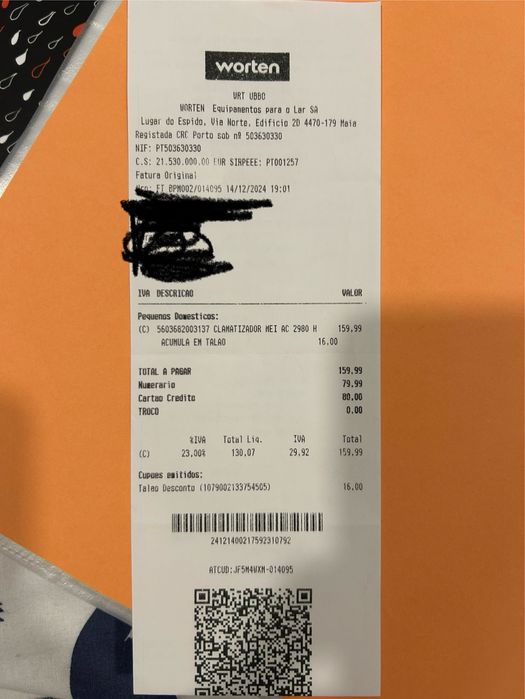 worten
VRT UBBO
WORTEN Equipamentos para o Lar SA
Lugar do Espido, Via Norte, Edificio 2D 4470-179 Maia
Registada CRC Porto sob nº 503630330
NIF: PT503630330
C.S: 21.530.000.00 EUR SIRPEEE: PT001257
Fatura Original
Nro: FT BPM002/014095 14/12/2024 19:01
IVA DESCRICAO VALOR
Pequenos Domesticos:
(C) 5603682003137 CLAMATIZADOR MEI AC 2980 H 159,99
ACUMULA EM TALAO 16.00
TOTAL A PAGAR 159.99
Numerario 79.99
Cartao Credito 80,00
TROCO 0.00
%IVA Total Liq. IVA Total
(C) 23,00% 130,07 29,92 159,99
Cupoes emitidos:
Talao Desconto (1079002133754505) 16,00
24121400217592310792
ATCUD:JF5M4VXM-014095